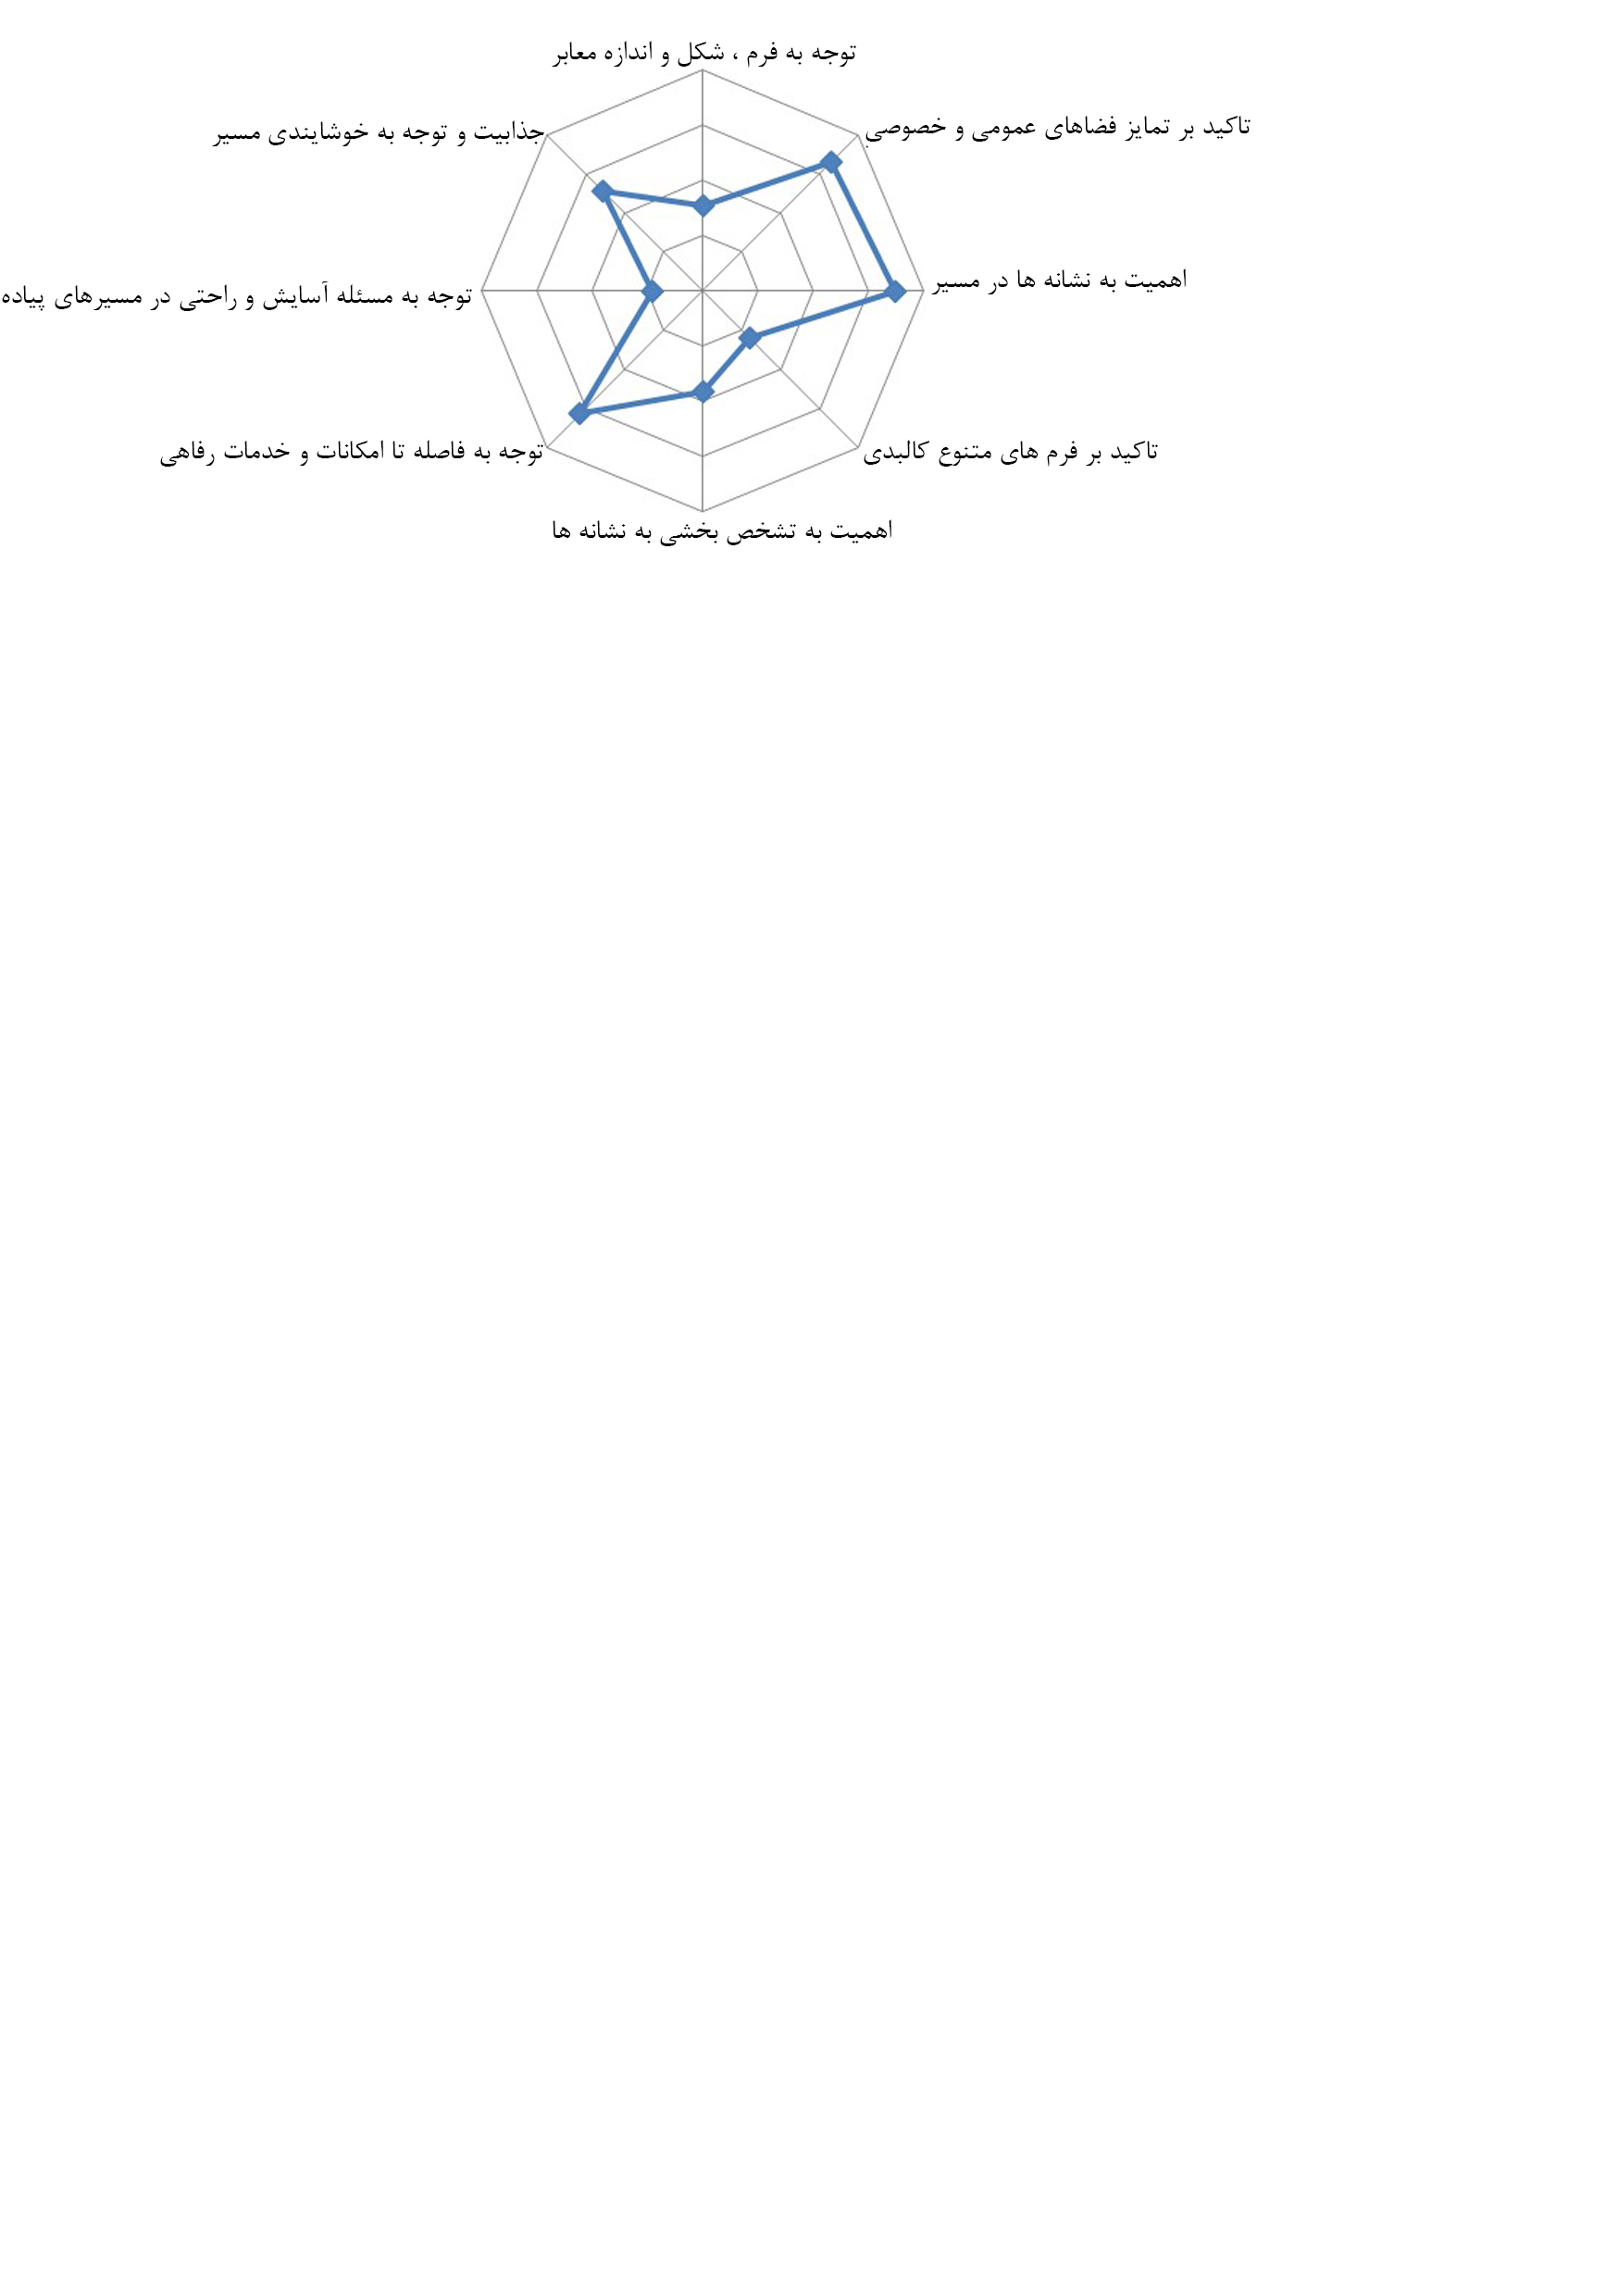 توجه به فرم ، شکل و اندازه معابر
تاکید بر تمایز فضاهای عمومی و خصوصی
جذابیت و توجه به خوشایندی مسیر
اهمیت به نشانه ها در مسیر
توجه به مسئله آسایش و راحتی در مسیرهای پیاده
تاکید بر فرم های متنوع کالبدی
توجه به فاصله تا امکانات و خدمات رفاهی
اهمیت به تشخص بخشی به نشانه ها